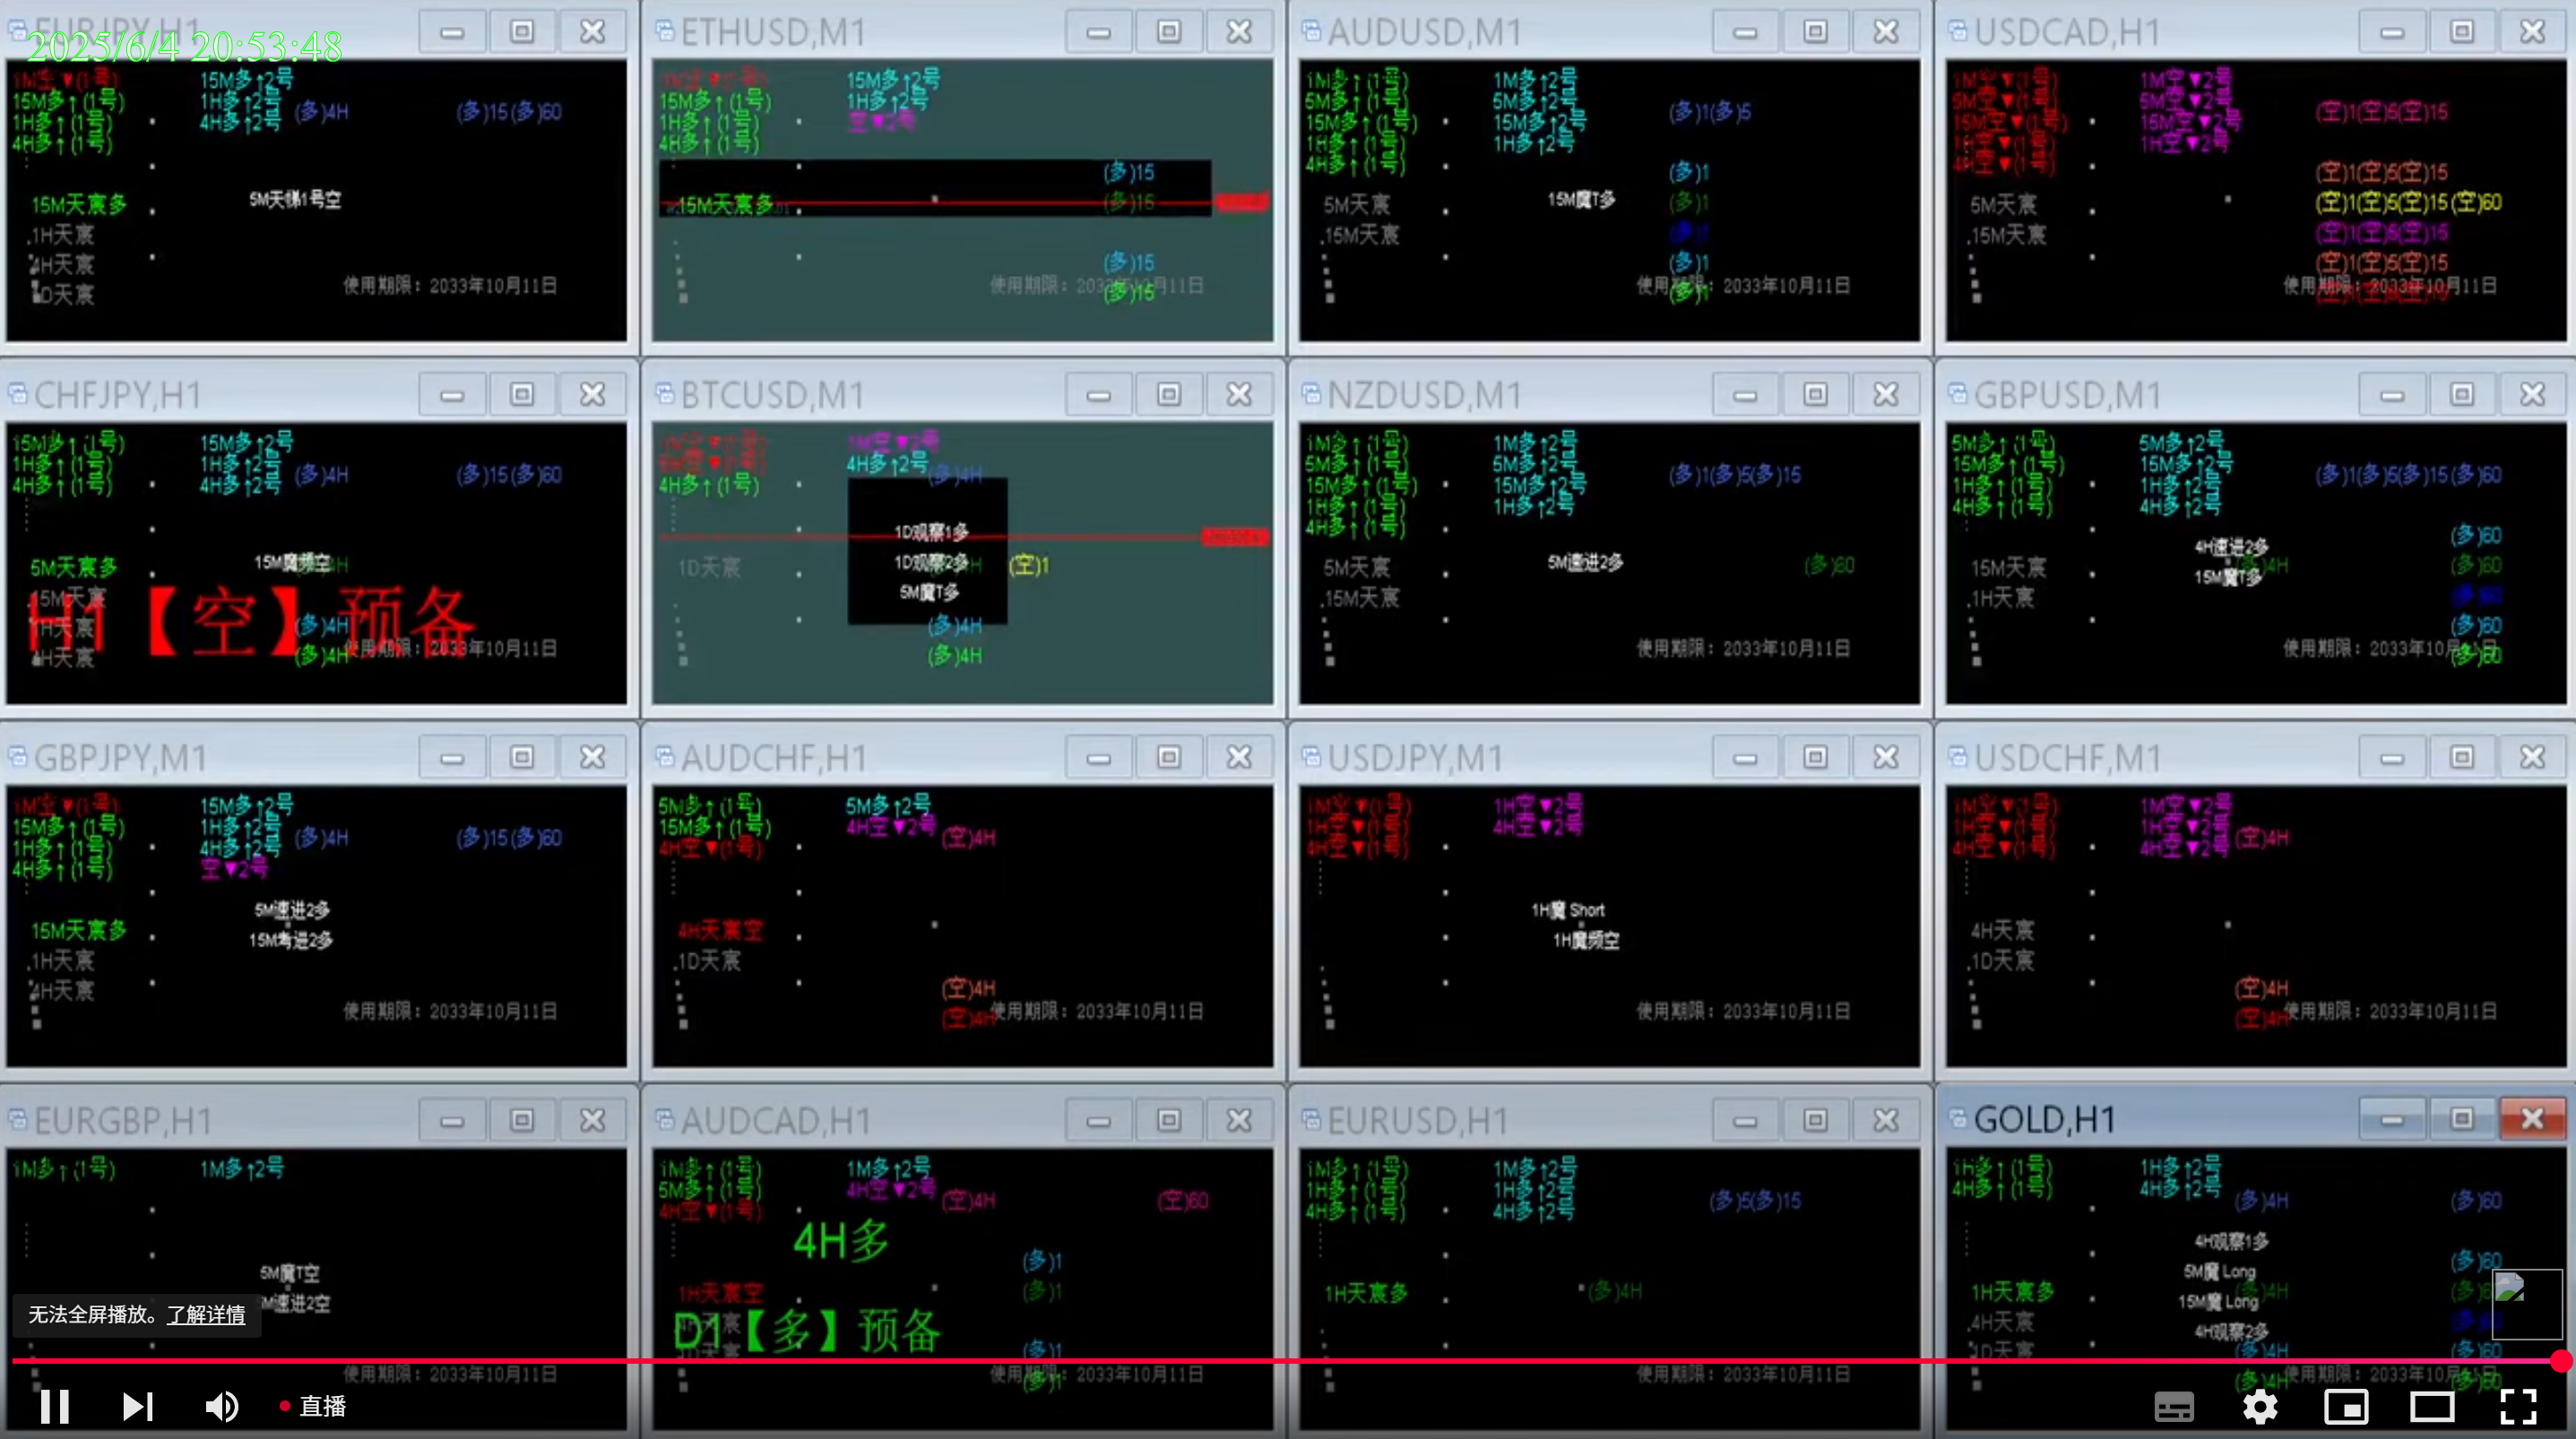 EURJPY,H1
2025/6/4 20:53:48
1M空▼(1号)
15M多↑(1号)
1H多↑(1号)
4H多↑(1号)
15M多↑2号
1H多↑2号
4H多↑2号
(多)4H
(多)15(多)60
5M天梯1号空
15M天宸多
1H天宸
4H天宸
D天宸
使用期限：2033年10月11日
ETHUSD,M1
15M多↑(1号)
1H多↑(1号)
4H多↑(1号)
15M多↑2号
1H多↑2号
空▼2号
(多)15
(多)15
15M天宸多
(多)15
(多)15
使用期限：2033年10月11日
AUDUSD,M1
1M多↑(1号)
5M多↑(1号)
15M多↑(1号)
1H多↑(1号)
4H多↑(1号)
1M多↑2号
5M多↑2号
15M多↑2号
1H多↑2号
(多)1(多)5
(多)1
(多)1
(多)1
(多)1
(多)1
15M魔T多
5M天宸
15M天宸
使用期限：2033年10月11日
USDCAD,H1
1M空▼(1号)
5M空▼(1号)
15M空▼(1号)
1H空▼(1号)
4H空▼(1号)
1M空▼2号
5M空▼2号
15M空▼2号
1H空▼2号
(空)1(空)5(空)15
(空)1(空)5(空)15
(空)1(空)5(空)15(空)60
(空)1(空)5(空)15
(空)1(空)5(空)15
5M天宸
15M天宸
使用期限：2033年10月11日
CHFJPY,H1
15M多↑(1号)
1H多↑(1号)
4H多↑(1号)
15M多↑2号
1H多↑2号
4H多↑2号
(多)4H
(多)15(多)60
15M魔频空
5M天宸多
15M天宸
1H天宸
4H天宸
H1【空】预备
(多)4H
(多)4H
使用期限：2033年10月11日
BTCUSD,M1
4H多↑(1号)
1M空▼2号
4H多↑2号
(多)4H
1D观察1多
1D观察2多
5M魔T多
(空)1
1D天宸
(多)4H
(多)4H
NZDUSD,M1
1M多↑(1号)
5M多↑(1号)
15M多↑(1号)
1H多↑(1号)
4H多↑(1号)
1M多↑2号
5M多↑2号
15M多↑2号
1H多↑2号
(多)1(多)5(多)15
5M速进2多
(多)60
5M天宸
15M天宸
使用期限：2033年10月11日
GBPUSD,M1
5M多↑(1号)
15M多↑(1号)
1H多↑(1号)
4H多↑(1号)
5M多↑2号
15M多↑2号
1H多↑2号
4H多↑2号
(多)1(多)5(多)15(多)60
4H速进2多
15M魔T多
(多)4H
(多)60
(多)60
(多)60
(多)60
(多)60
15M天宸
1H天宸
使用期限：2033年10月11日
GBPJPY,M1
1M空▼(1号)
15M多↑(1号)
1H多↑(1号)
4H多↑(1号)
15M多↑2号
1H多↑2号
4H多↑2号
空▼2号
(多)4H
(多)15(多)60
5M速进2多
15M考进2多
15M天宸多
1H天宸
4H天宸
使用期限：2033年10月11日
AUDCHF,H1
5M多↑(1号)
15M多↑(1号)
4H空▼(1号)
5M多↑2号
4H空▼2号
(空)4H
4H天宸空
1D天宸
(空)4H
(空)4H
使用期限：2033年10月11日
USDJPY,M1
1M空▼(1号)
1H空▼(1号)
4H空▼(1号)
1H空▼2号
4H空▼2号
1H魔 Short
1H魔频空
使用期限：2033年10月11日
USDCHF,M1
1M空▼(1号)
1H空▼(1号)
4H空▼(1号)
1M空▼2号
1H空▼2号
4H空▼2号
(空)4H
4H天宸
1D天宸
(空)4H
(空)4H
使用期限：2033年10月11日
EURGBP,H1
1M多↑(1号)
1M多↑2号
5M魔T空
5M速进2空
无法全屏播放。了解详情
使用期限：2033年10月11日
AUDCAD,H1
1M多↑(1号)
5M多↑(1号)
4H空▼(1号)
1M多↑2号
4H空▼2号
(空)4H
(空)60
4H多
(多)1
(多)1
1H天宸空
D1【多】预备
(多)1
(多)1
使用期限：2033年10月11日
EURUSD,H1
1M多↑(1号)
1H多↑(1号)
4H多↑(1号)
1M多↑2号
1H多↑2号
4H多↑2号
(多)5(多)15
1H天宸多
(多)4H
使用期限：2033年10月11日
GOLD,H1
1H多↑(1号)
4H多↑(1号)
1H多↑2号
4H多↑2号
(多)4H
(多)60
4H观察1多
5M魔 Long
15M魔 Long
4H观察2多
(多)60
(多)4H
1H天宸多
4H天宸
1D天宸
(多)4H
(多)60
(多)4H
(多)60
使用期限：2033年10月11日
直播